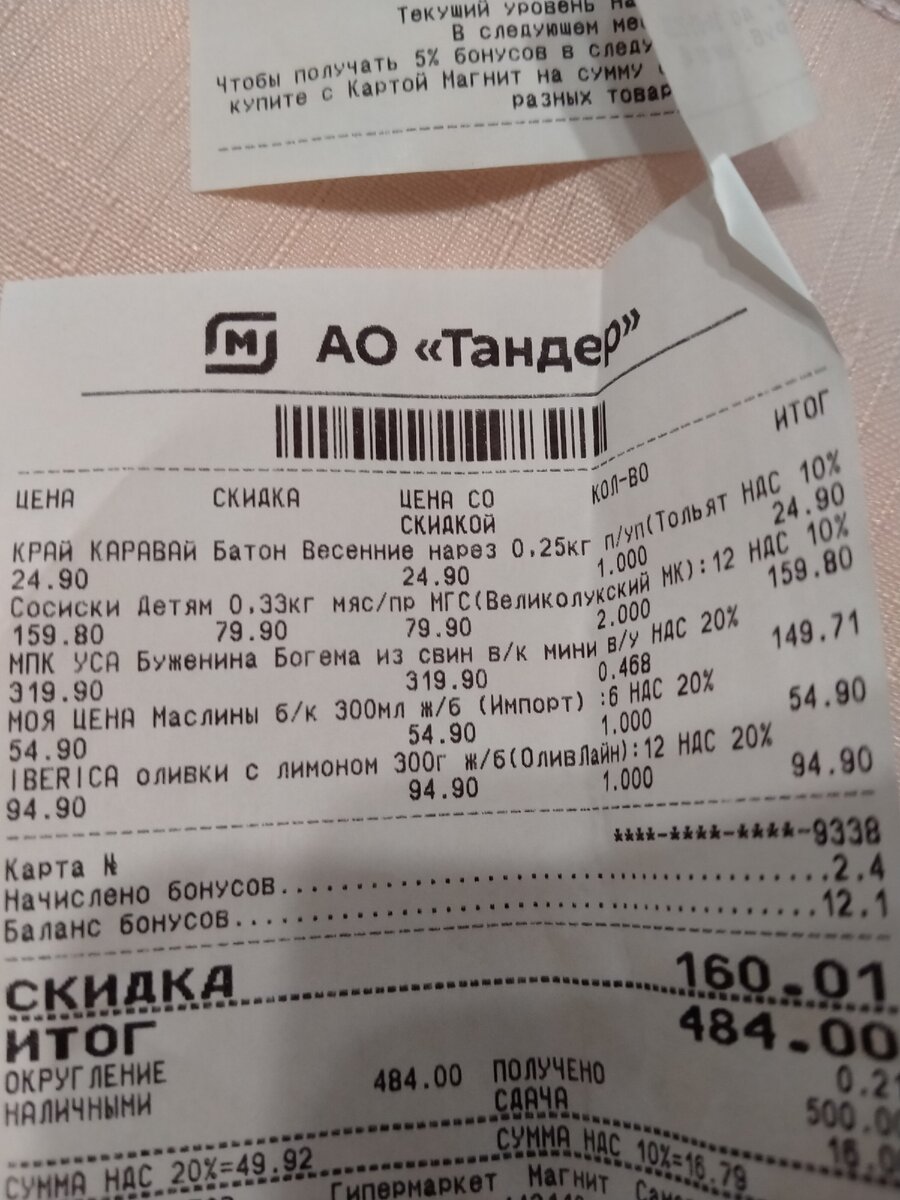 Текущий уровень
В следующем
Чтобы получать 5% бонусов в
купите с Картой Магнит на сумму
разных
М АО «Тандер»
ЦЕНА СКИДКА ЦЕНА СО СКИДКОЙ КОЛ-ВО ИТОГ
КРАЙ КАРАВАЙ Батон Весенние нарез 0,25кг п/уп(Тольят НДС 10%
24.90 24.90 1.000 24.90
Сосиски Детям 0,33кг мяс/пр МГС(Великолукский МК):12 НДС 10%
159.80 79.90 79.90 2.000 159.80
МПК УСА Буженина Богема из свин в/к мини в/у НДС 20%
319.90 319.90 0.468 149.71
МОЯ ЦЕНА Маслины б/к 300мл ж/б (Импорт) :6 НДС 20%
54.90 54.90 1.000 54.90
IBERICA оливки с лимоном 300г ж/б(ОливЛайн):12 НДС 20%
94.90 94.90 1.000 94.90
Карта № ****-****-****-9338
Начислено бонусов..................................2.4
Баланс бонусов....................................12.1
СКИДКА 160.01
ИТОГ 484.00
ОКРУГЛЕНИЕ 0.21
НАЛИЧНЫМИ 484.00 ПОЛУЧЕНО 500.00
СДАЧА
СУММА НДС 20%=49.92 СУММА НДС 10%=16.79
Гипермаркет Магнит